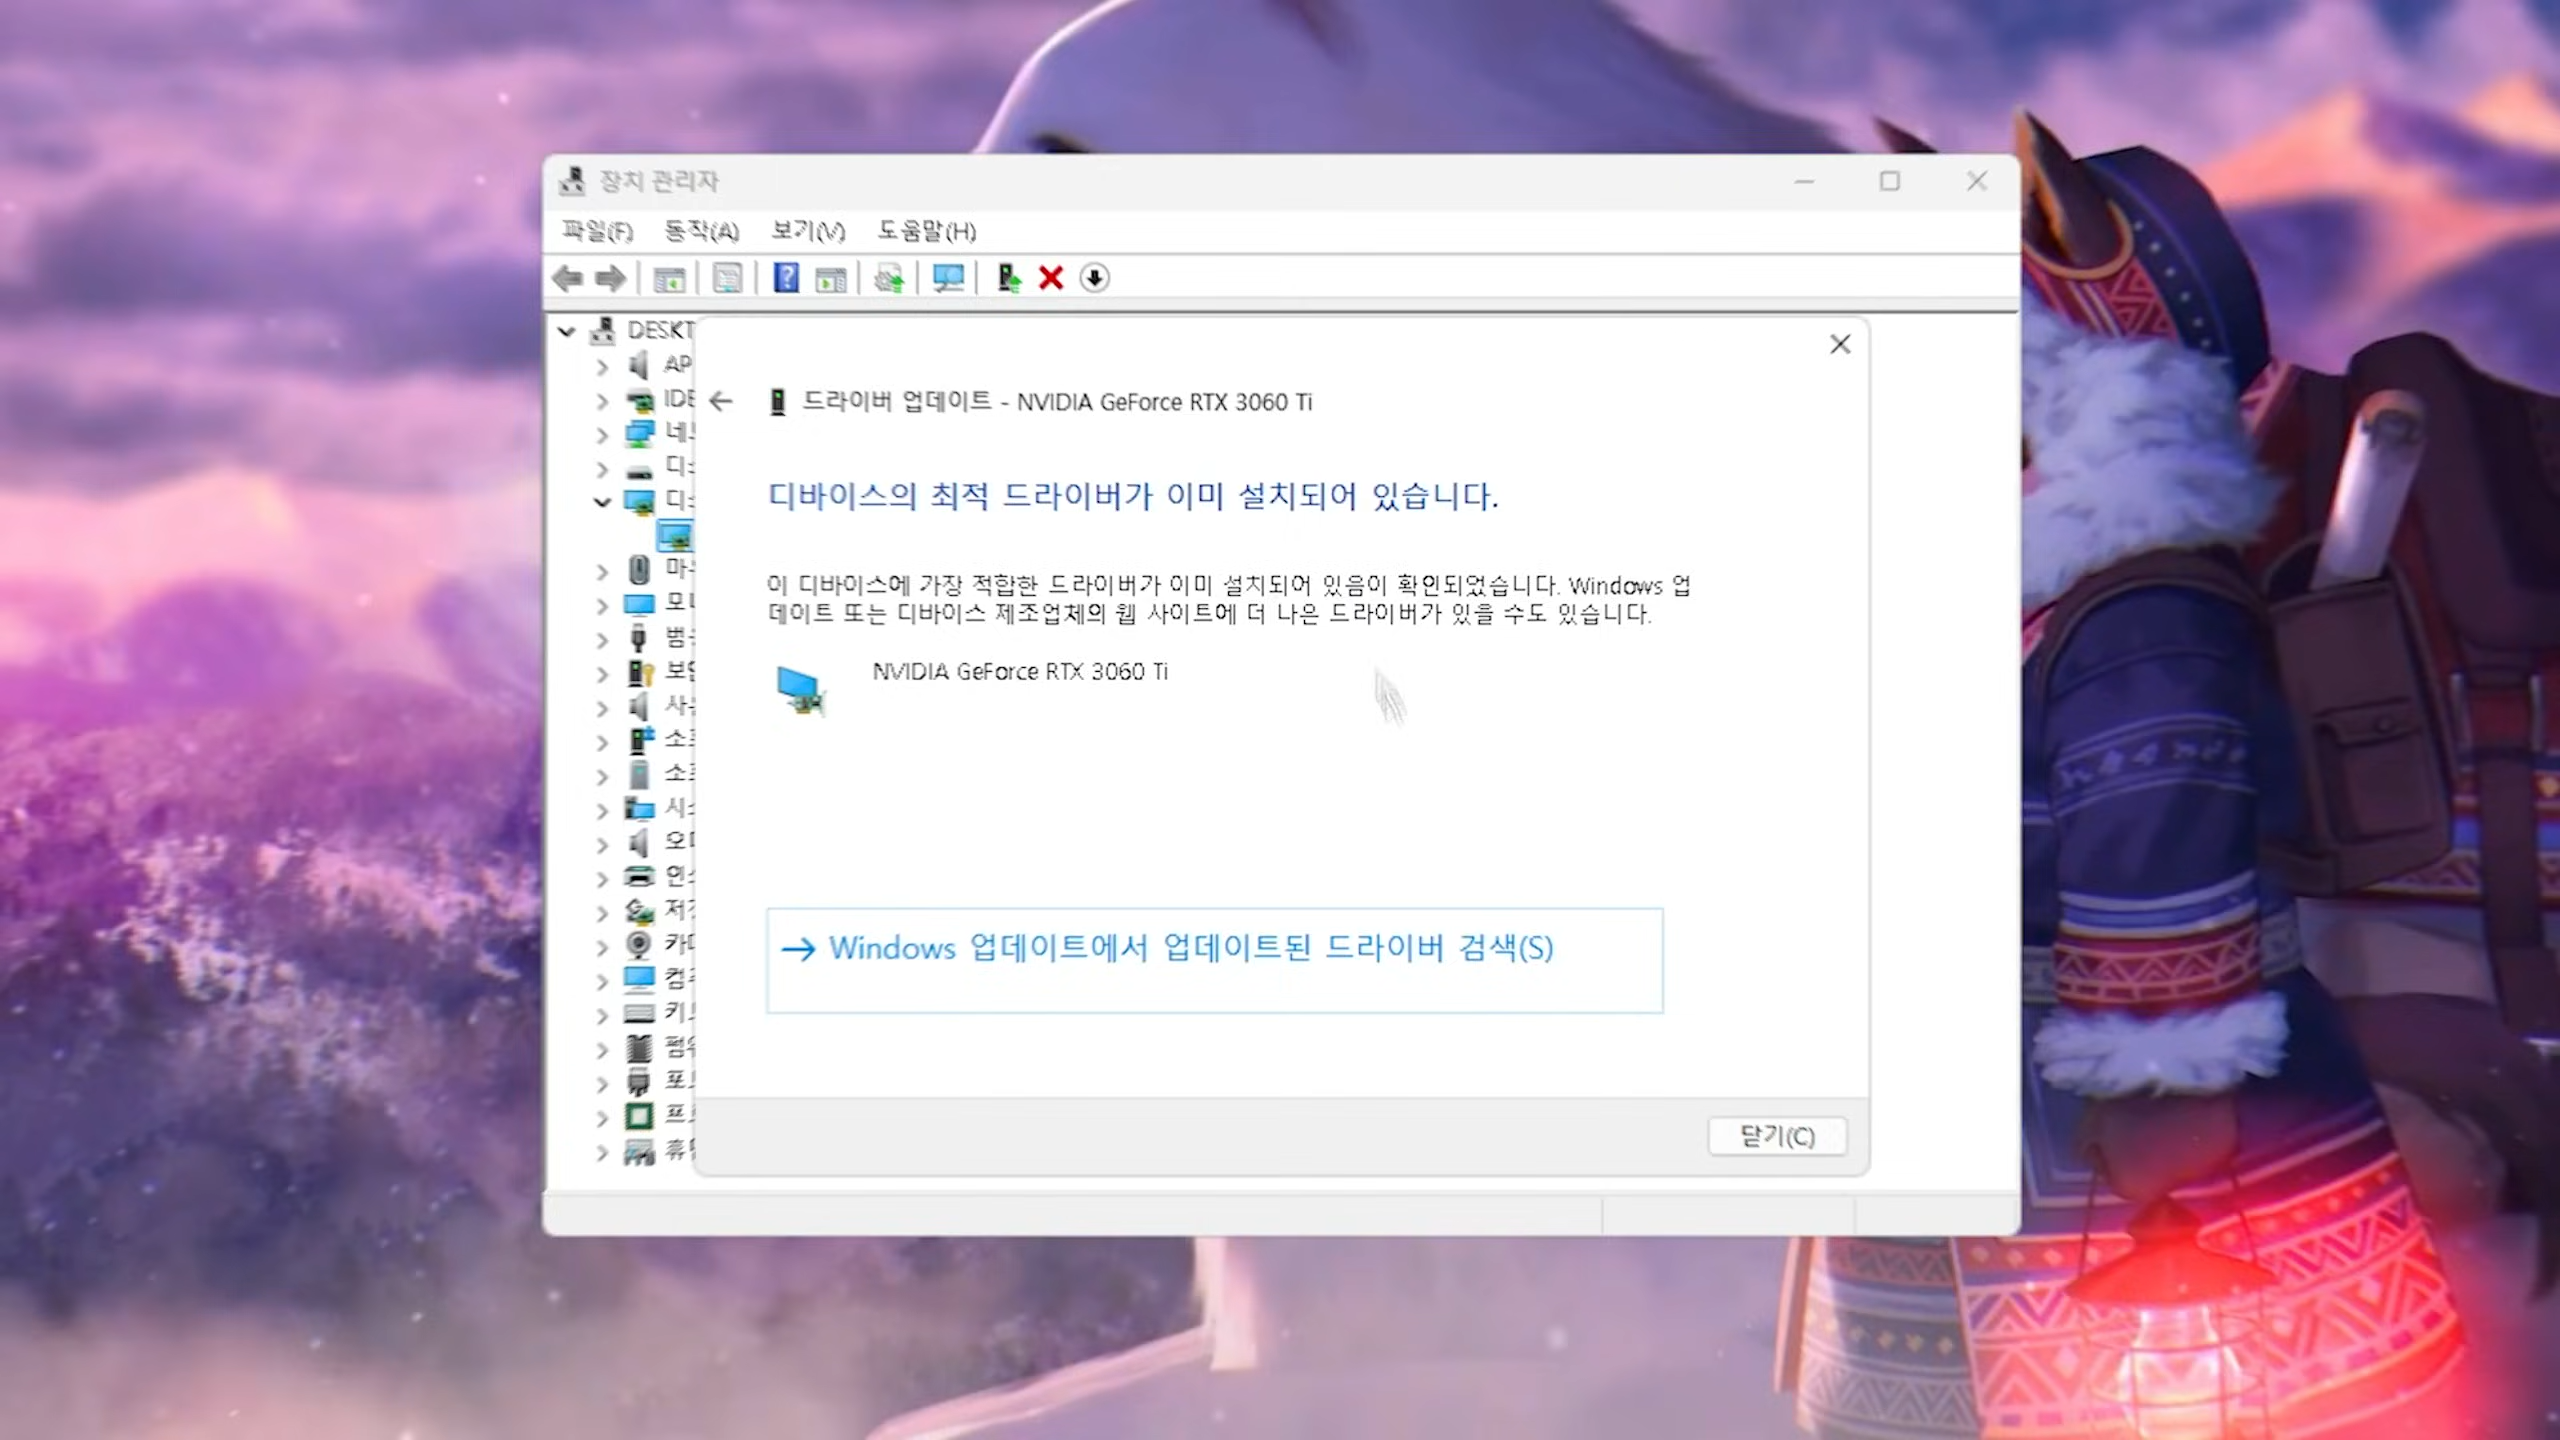 장치 관리자
파일(F) 동작(A) 보기(V) 도움말(H)
드라이버 업데이트 - NVIDIA GeForce RTX 3060 Ti
디바이스의 최적 드라이버가 이미 설치되어 있습니다.
이 디바이스에 가장 적합한 드라이버가 이미 설치되어 있음이 확인되었습니다. Windows 업
데이트 또는 디바이스 제조업체의 웹 사이트에 더 나은 드라이버가 있을 수도 있습니다.
NVIDIA GeForce RTX 3060 Ti
Windows 업데이트에서 업데이트된 드라이버 검색(S)
닫기(C)